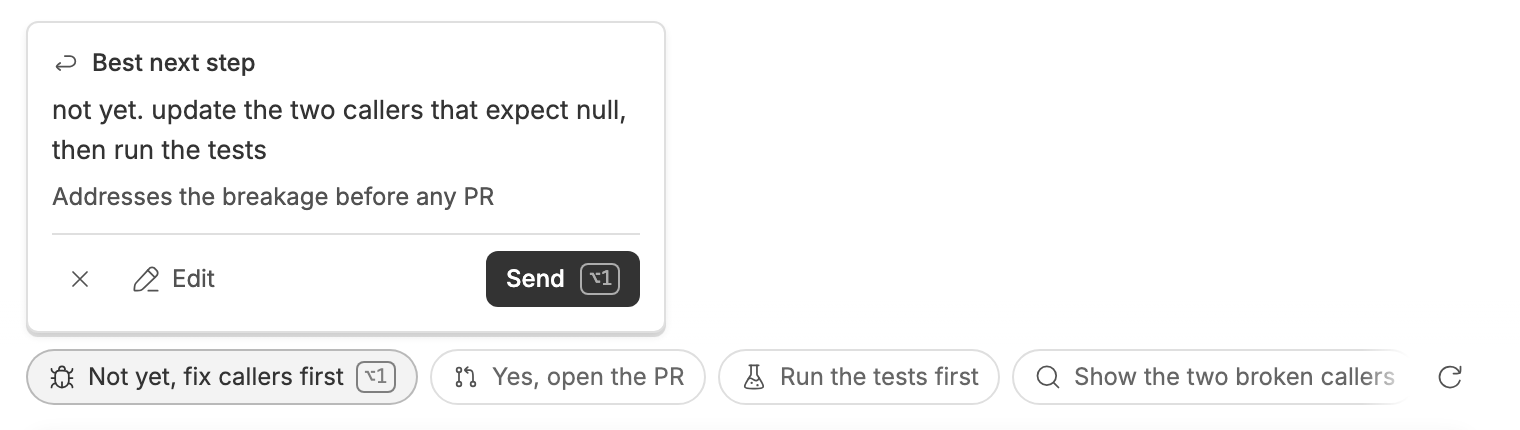 Best next step
not yet. update the two callers that expect null,
then run the tests
Addresses the breakage before any PR
Edit
Send ⌥1
Not yet, fix callers first ⌥1
Yes, open the PR
Run the tests first
Show the two broken callers